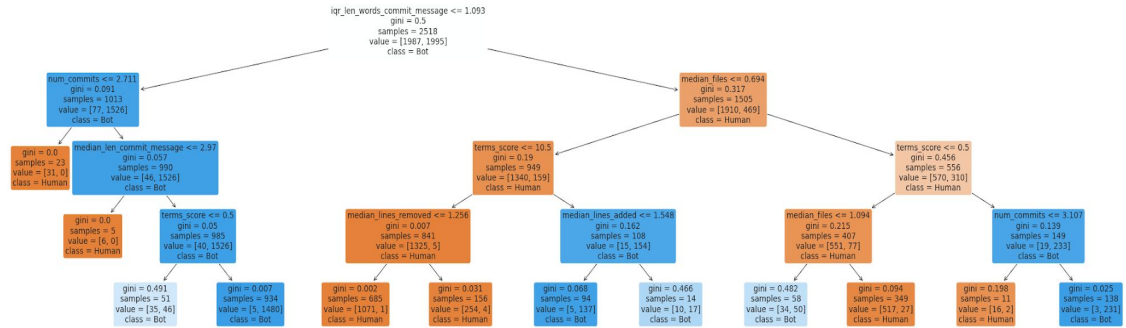 iqr_len_words_commit_message <= 1.093
gini = 0.5
samples = 2518
value = [1987, 1995]
class = Bot
num_commits <= 2.711
gini = 0.091
samples = 1013
value = [77, 1526]
class = Bot
median_files <= 0.694
gini = 0.317
samples = 1505
value = [1910, 469]
class = Human
gini = 0.0
samples = 23
value = [31, 0]
class = Human
median_len_commit_message <= 2.97
gini = 0.057
samples = 990
value = [46, 1526]
class = Bot
terms_score <= 10.5
gini = 0.19
samples = 949
value = [1340, 159]
class = Human
terms_score <= 0.5
gini = 0.456
samples = 556
value = [570, 310]
class = Human
gini = 0.0
samples = 5
value = [6, 0]
class = Human
terms_score <= 0.5
gini = 0.05
samples = 985
value = [40, 1526]
class = Bot
median_lines_removed <= 1.256
gini = 0.007
samples = 841
value = [1325, 5]
class = Human
median_lines_added <= 1.548
gini = 0.162
samples = 108
value = [15, 154]
class = Bot
median_files <= 1.094
gini = 0.215
samples = 407
value = [551, 77]
class = Human
num_commits <= 3.107
gini = 0.139
samples = 149
value = [19, 233]
class = Bot
gini = 0.491
samples = 51
value = [35, 46]
class = Bot
gini = 0.007
samples = 934
value = [5, 1480]
class = Bot
gini = 0.002
samples = 685
value = [1071, 1]
class = Human
gini = 0.031
samples = 156
value = [254, 4]
class = Human
gini = 0.068
samples = 94
value = [5, 137]
class = Bot
gini = 0.466
samples = 14
value = [10, 17]
class = Bot
gini = 0.482
samples = 58
value = [34, 50]
class = Bot
gini = 0.094
samples = 349
value = [517, 27]
class = Human
gini = 0.198
samples = 11
value = [16, 2]
class = Human
gini = 0.025
samples = 138
value = [3, 231]
class = Bot